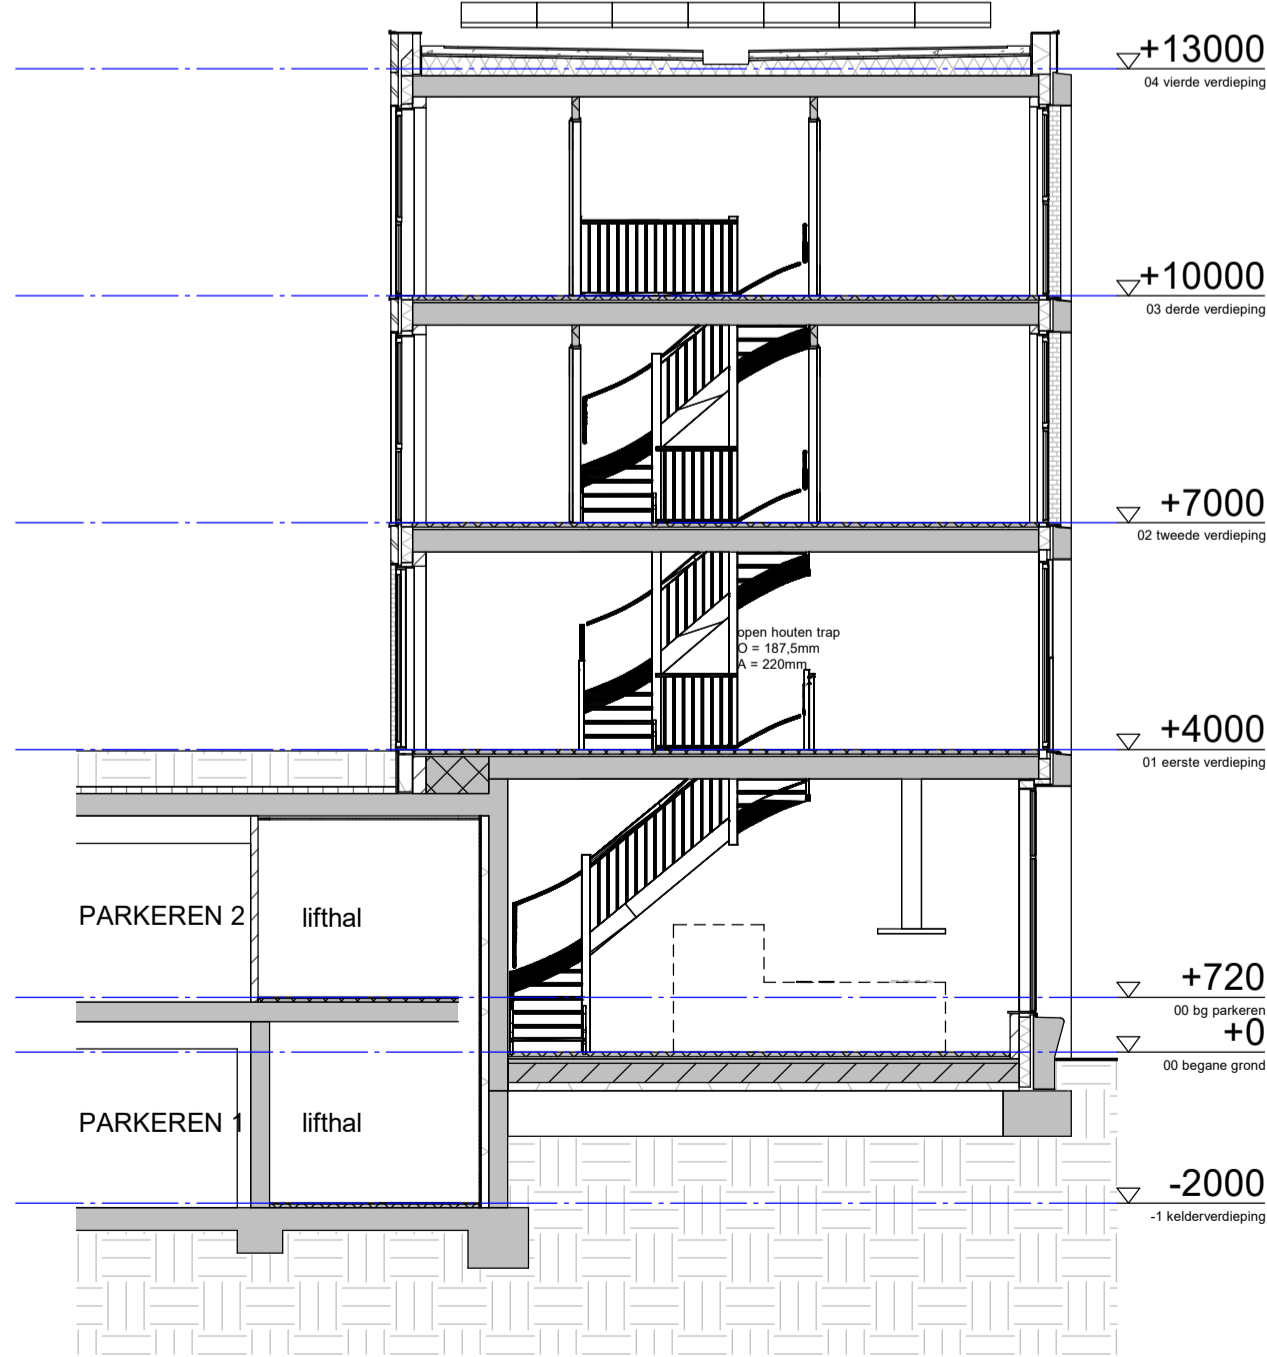 +13000
04 vierde verdieping
+10000
03 derde verdieping
+7000
02 tweede verdieping
open houten trap
O = 187,5mm
A = 220mm
+4000
01 eerste verdieping
PARKEREN 2
lifthal
+720
00 bg parkeren
+0
00 begane grond
PARKEREN 1
lifthal
-2000
-1 kelderverdieping